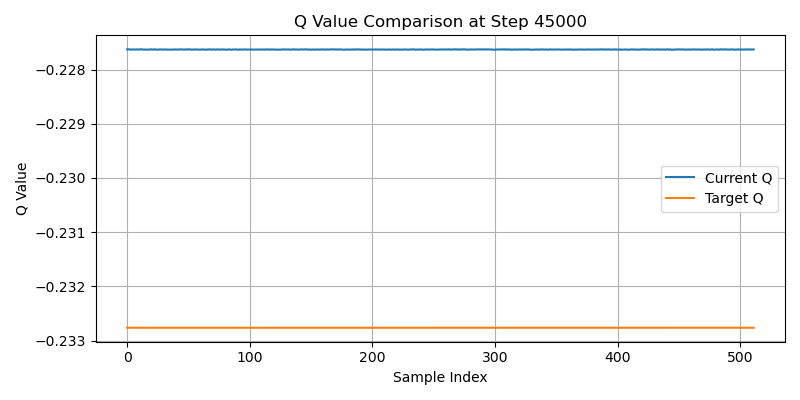 Q Value Comparison at Step 45000
−0.228
−0.229
−0.230
−0.231
−0.232
−0.233
Q Value
Current Q
Target Q
0 100 200 300 400 500
Sample Index